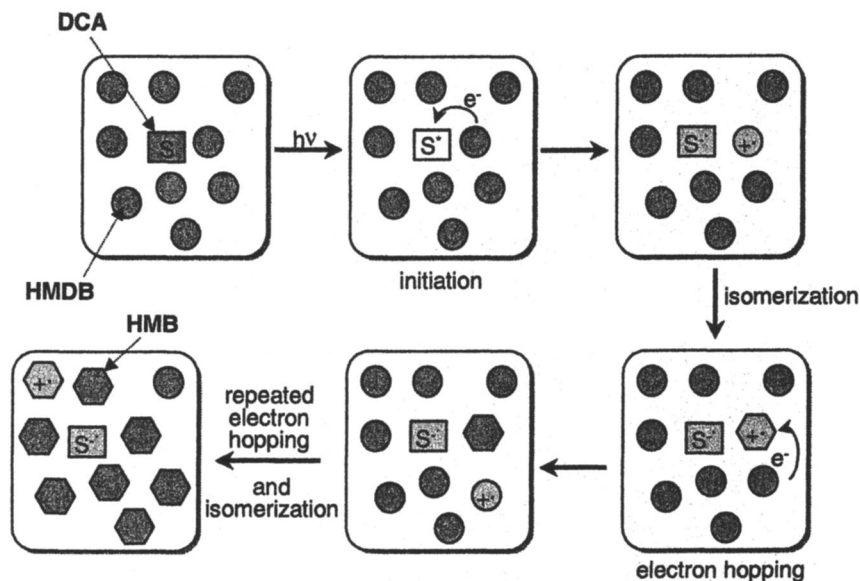 DCA
S
hν
S*
e-
initiation
S-·
+·
HMDB
isomerization
HMB
+·
S-·
repeated
electron
hopping
and
isomerization
S-·
+·
S-·
+·
e-
electron hopping